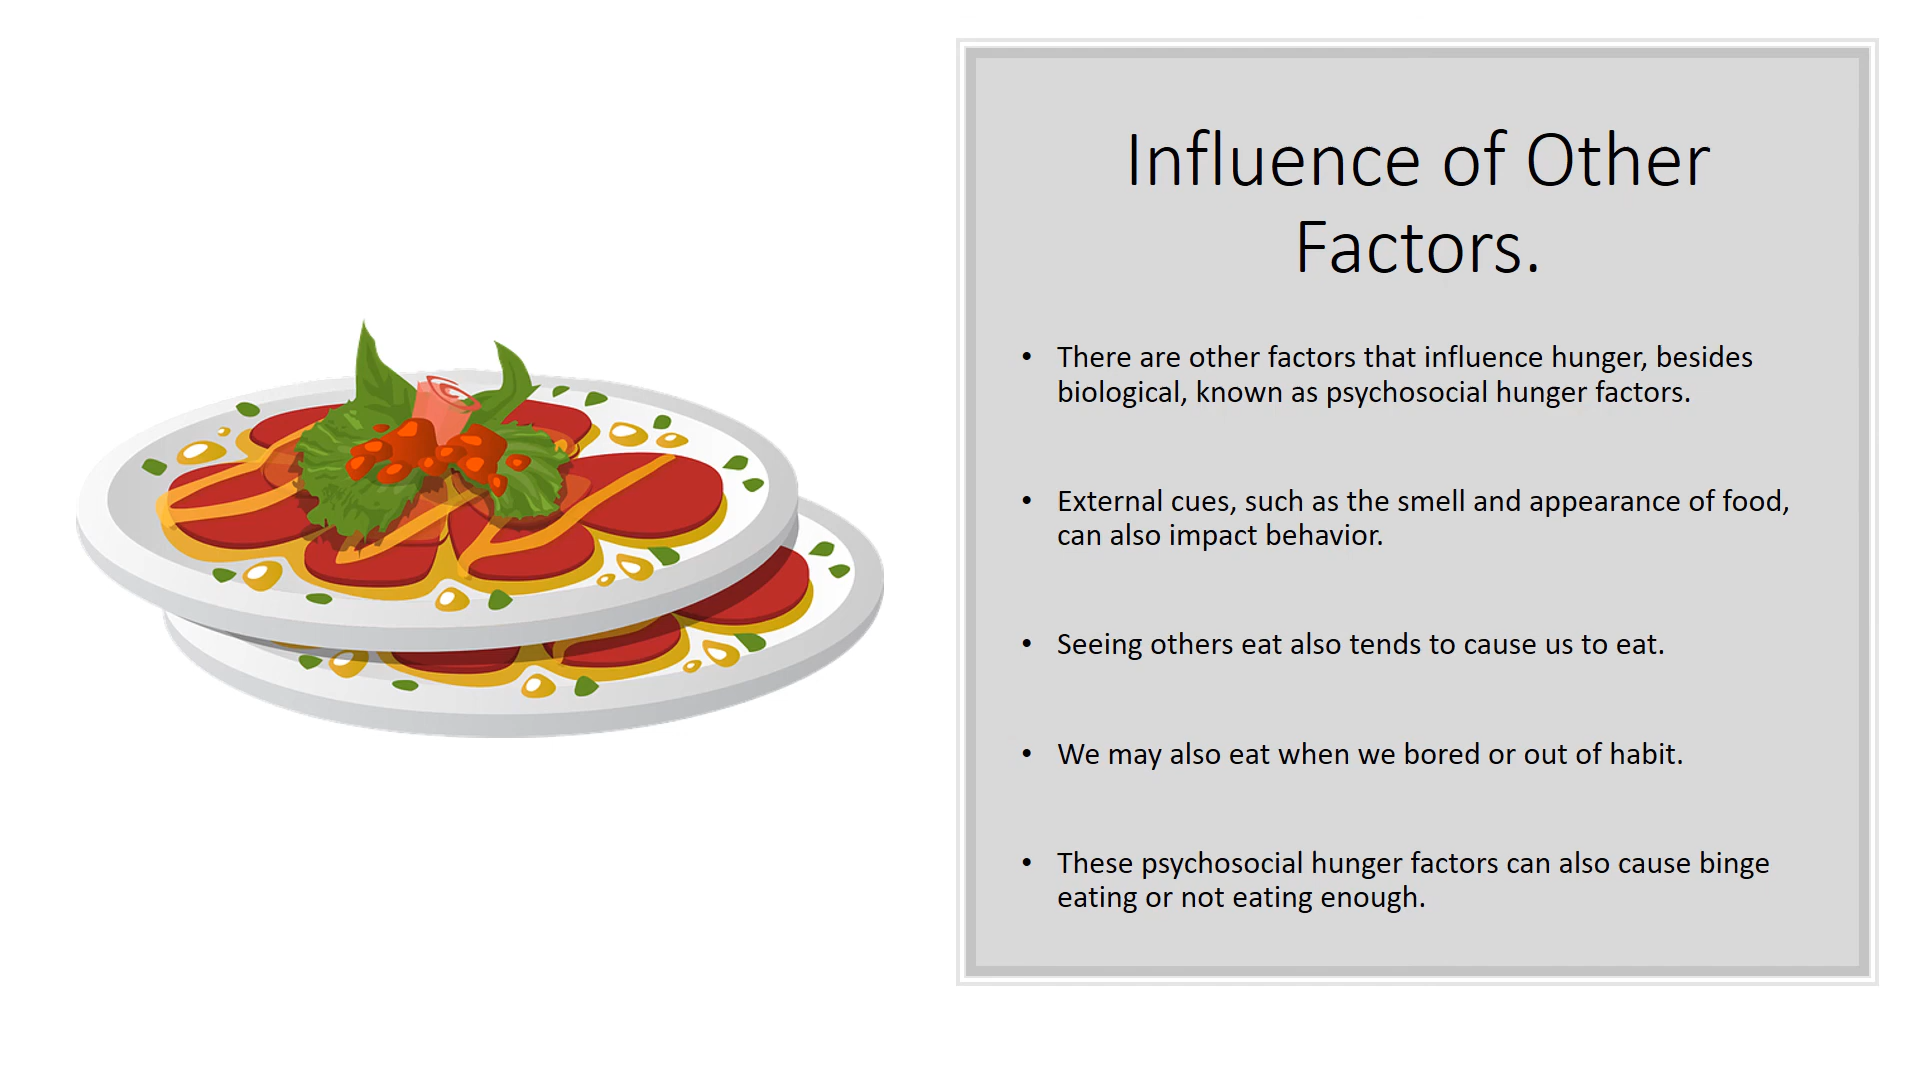 Influence of Other
Factors.
• There are other factors that influence hunger, besides
biological, known as psychosocial hunger factors.
• External cues, such as the smell and appearance of food,
can also impact behavior.
• Seeing others eat also tends to cause us to eat.
• We may also eat when we bored or out of habit.
• These psychosocial hunger factors can also cause binge
eating or not eating enough.